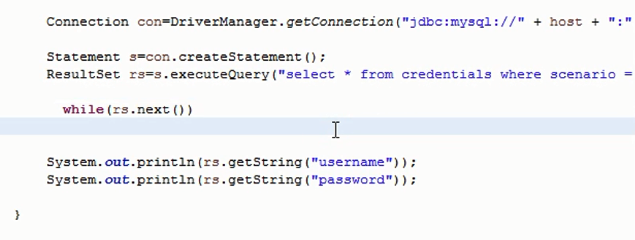 Connection con=DriverManager.getConnection("jdbc:mysql://" + host + ":"
Statement s=con.createStatement();
ResultSet rs=s.executeQuery("select * from credentials where scenario =
while(rs.next())
System.out.println(rs.getString("username"));
System.out.println(rs.getString("password"));
}